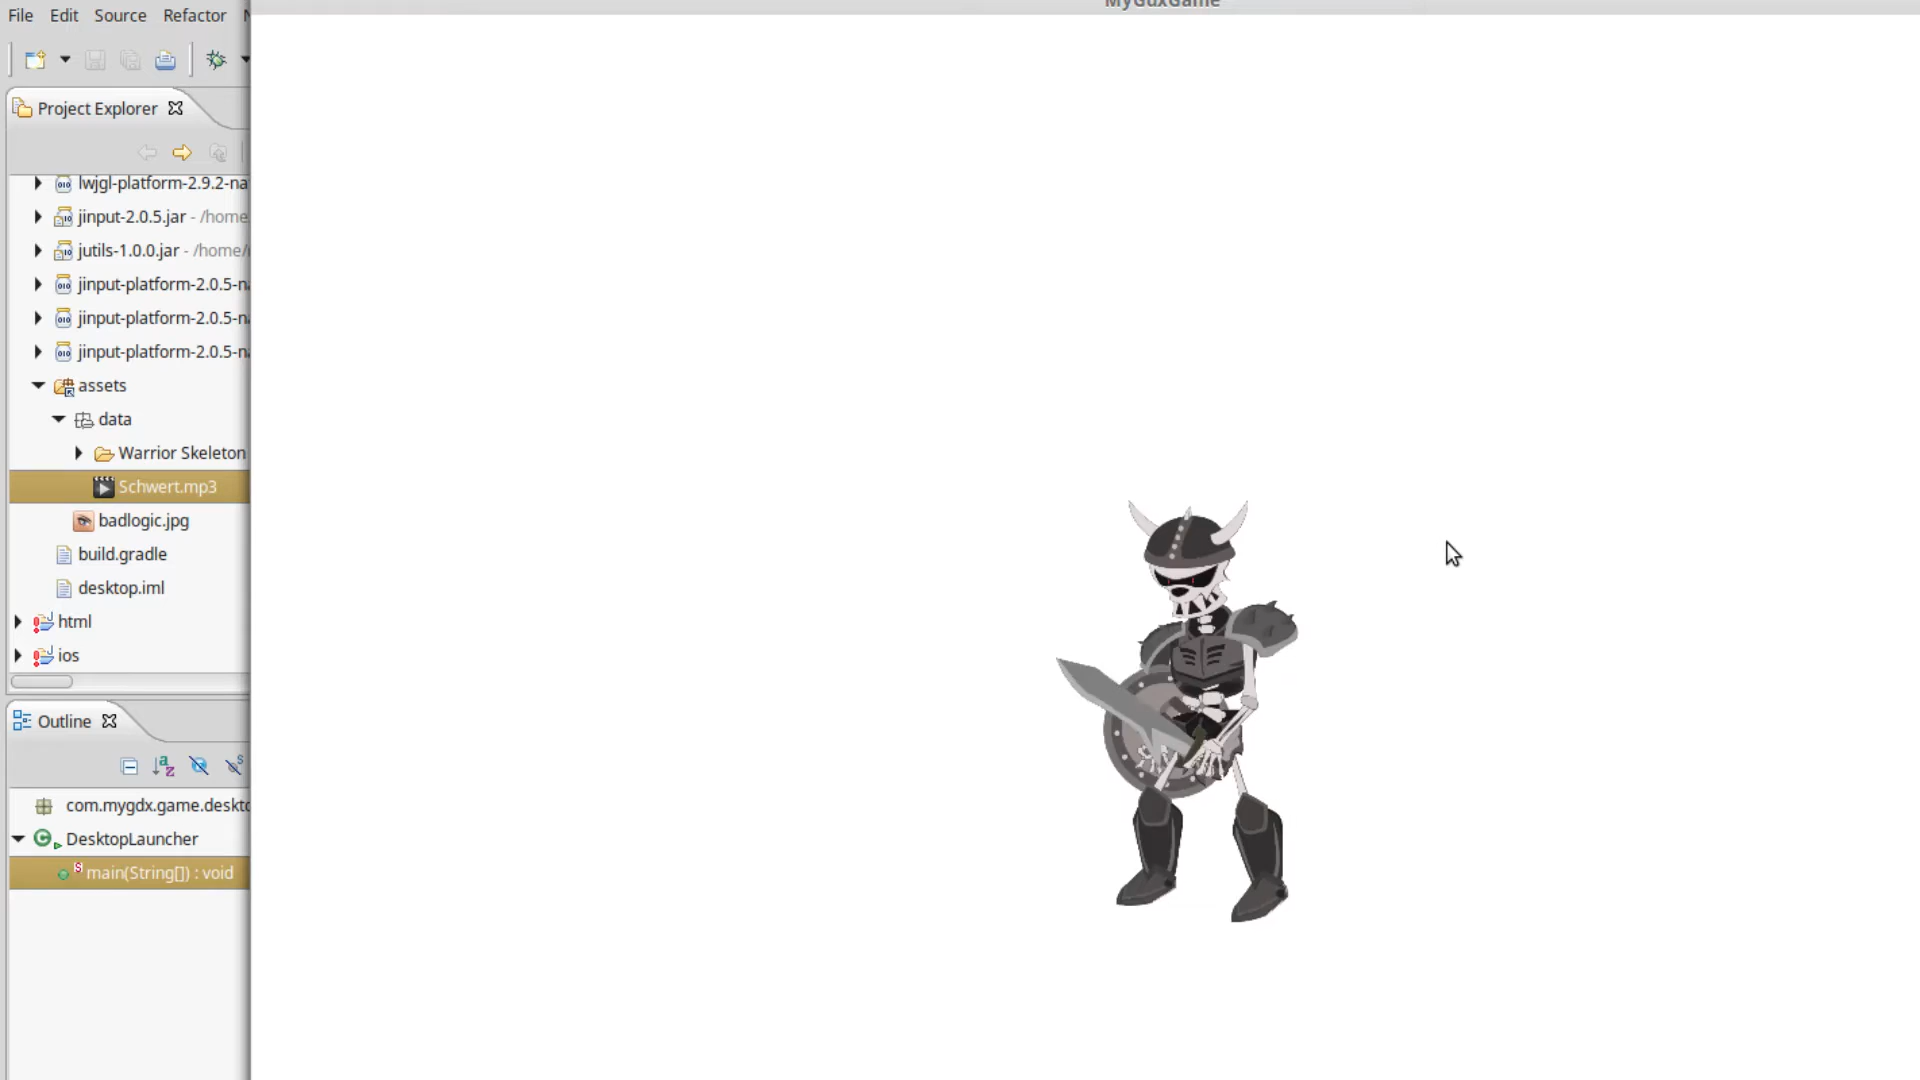 File Edit Source Refactor
MyGdxGame
Project Explorer
lwjgl-platform-2.9.2-na
jinput-2.0.5.jar - /home
jutils-1.0.0.jar - /home/
jinput-platform-2.0.5-n
jinput-platform-2.0.5-n
jinput-platform-2.0.5-n
assets
data
Warrior Skeleton
Schwert.mp3
badlogic.jpg
build.gradle
desktop.iml
html
ios
Outline
com.mygdx.game.deskto
DesktopLauncher
main(String[]) : void